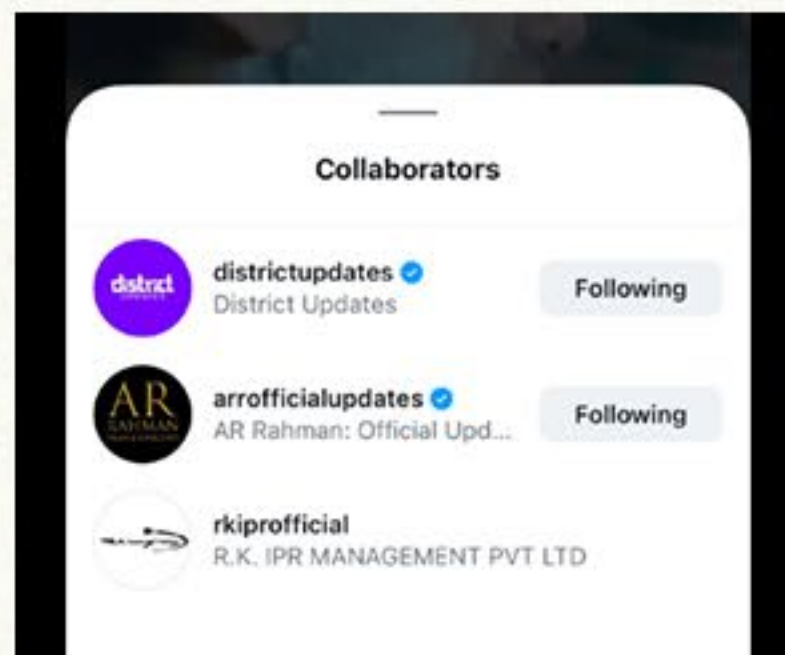 Collaborators
district
districtupdates
Following
District Updates
AR
RAHMAN
arrofficialupdates
Following
AR Rahman: Official Upd...
rkiprofficial
R.K. IPR MANAGEMENT PVT LTD